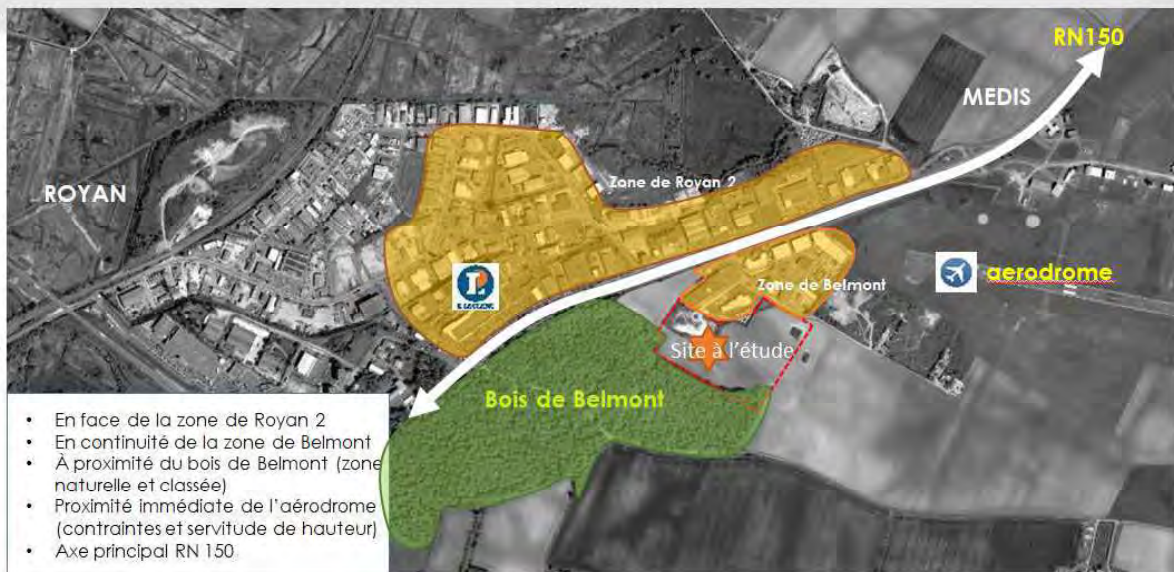 RN150
MEDIS
ROYAN
Zone de Royan 2
aerodrome
Zone de Belmont
Site à l'étude
Bois de Belmont
E.LECLERC
• En face de la zone de Royan 2
• En continuité de la zone de Belmont
• À proximité du bois de Belmont (zone
naturelle et classée)
• Proximité immédiate de l'aérodrome
(contraintes et servitude de hauteur)
• Axe principal RN 150